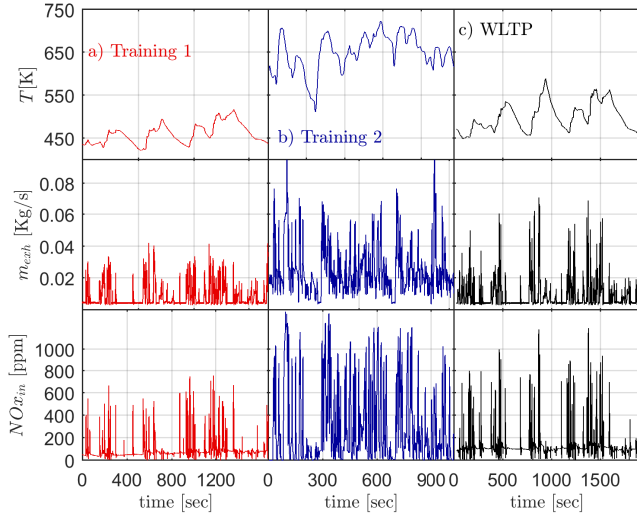 750
650
550
450
T[K]
a) Training 1
b) Training 2
c) WLTP
0.08
0.06
0.04
0.02
m_exh [Kg/s]
1000
800
600
400
200
0
NOx_in [ppm]
0 400 800 1200
0 300 600 900
0 500 1000 1500
time [sec]
time [sec]
time [sec]